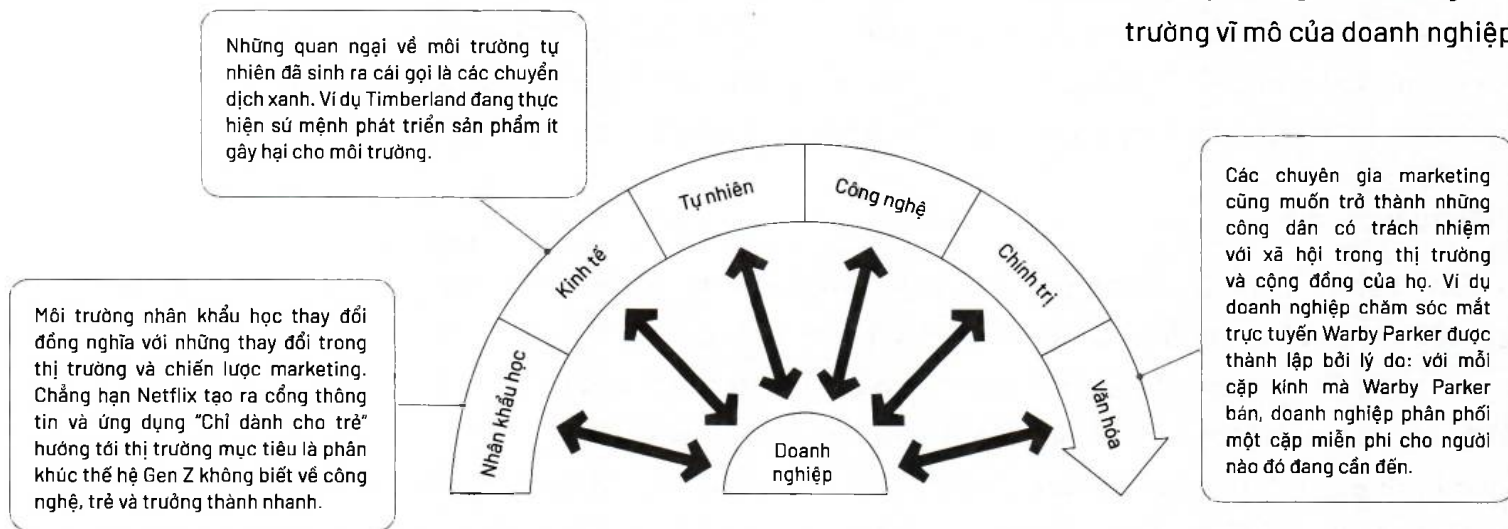 trường vĩ mô của doanh nghiệp
Những quan ngại về môi trường tự
nhiên đã sinh ra cái gọi là các chuyển
dịch xanh. Ví dụ Timberland đang thực
hiện sứ mệnh phát triển sản phẩm ít
gây hại cho môi trường.
Môi trường nhân khẩu học thay đổi
đồng nghĩa với những thay đổi trong
thị trường và chiến lược marketing.
Chẳng hạn Netflix tạo ra cổng thông
tin và ứng dụng "Chỉ dành cho trẻ"
hướng tới thị trường mục tiêu là phân
khúc thế hệ Gen Z không biết về công
nghệ, trẻ và trưởng thành nhanh.
Nhân khẩu học
Kinh tế
Tự nhiên
Công nghệ
Chính trị
Văn hóa
Doanh
nghiệp
Các chuyên gia marketing
cũng muốn trở thành những
công dân có trách nhiệm
với xã hội trong thị trường
và cộng đồng của họ. Ví dụ
doanh nghiệp chăm sóc mắt
trực tuyến Warby Parker được
thành lập bởi lý do: với mỗi
cặp kính mà Warby Parker
bán, doanh nghiệp phân phối
một cặp miễn phí cho người
nào đó đang cần đến.